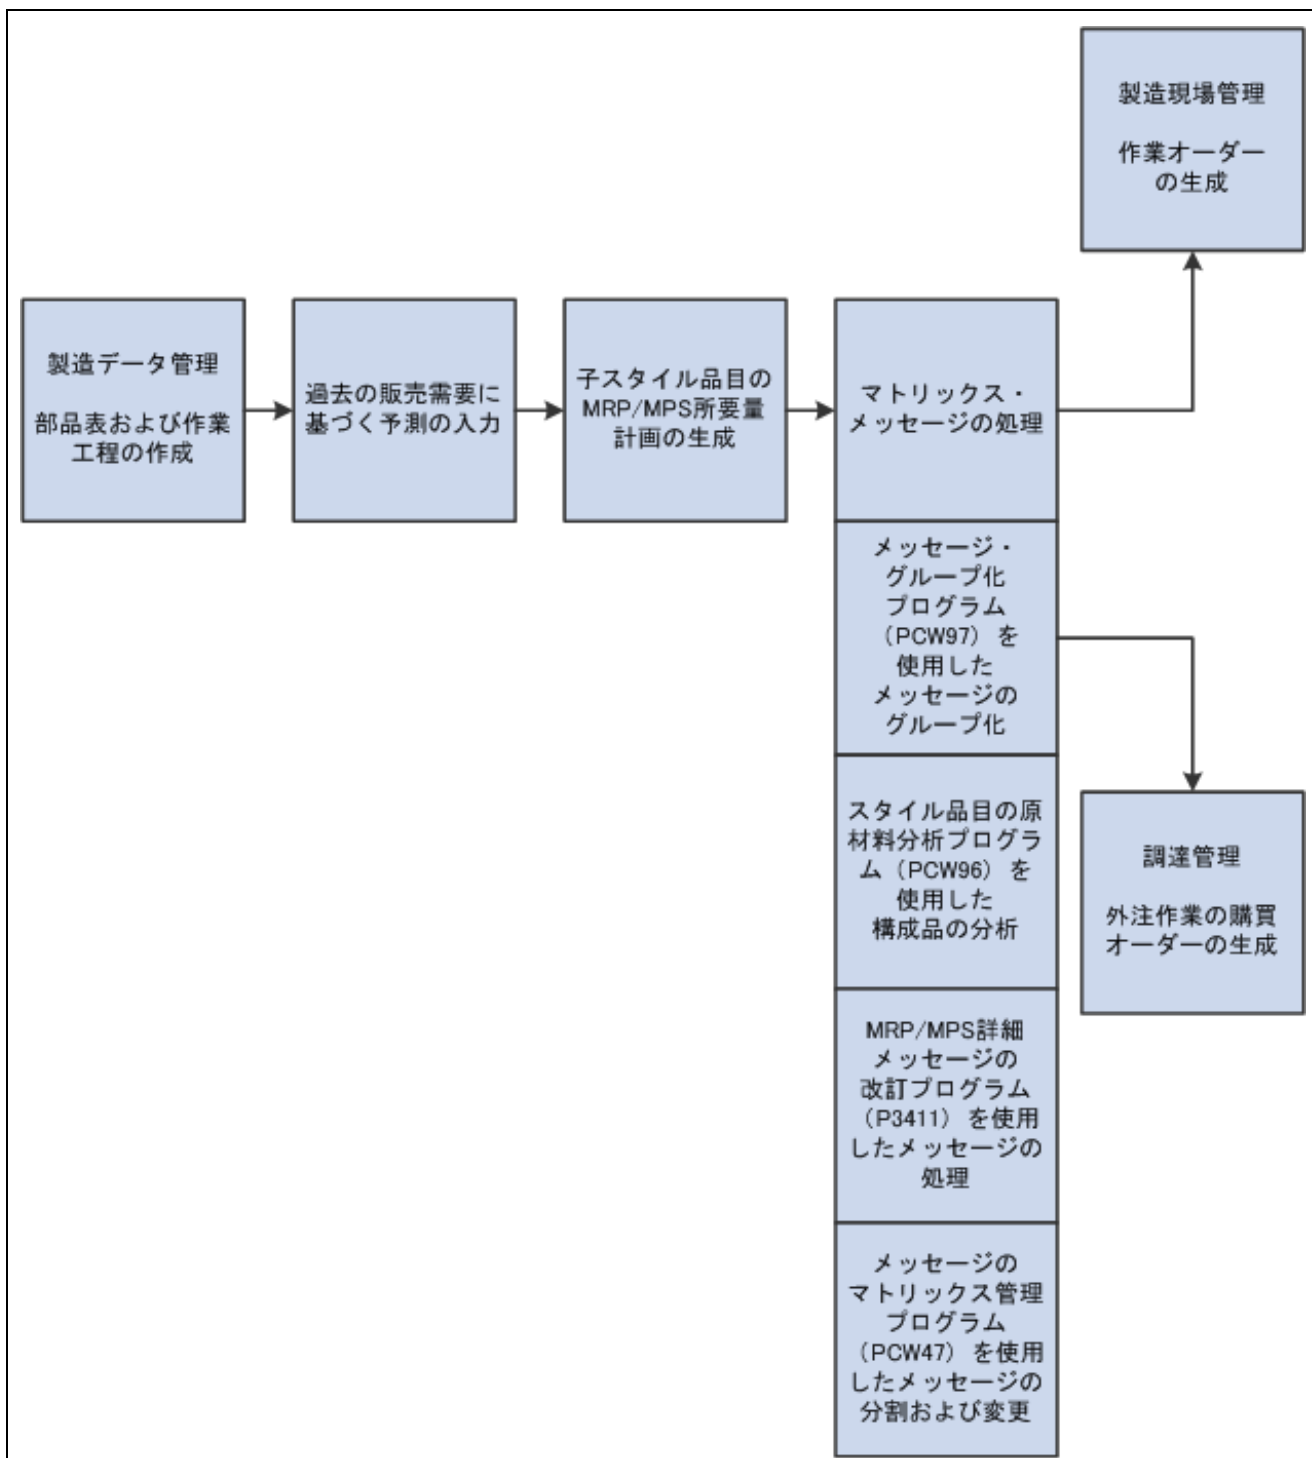 製造現場管理
作業オーダー
の生成
製造データ管理
部品表および作業
工程の作成
過去の販売需要に
基づく予測の入力
子スタイル品目の
MRP/MPS所要量
計画の生成
マトリックス・
メッセージの処理
メッセージ・
グループ化
プログラム
（PCW97）を
使用した
メッセージの
グループ化
スタイル品目の原
材料分析プログラ
ム（PCW96）を
使用した
構成品の分析
調達管理
外注作業の購買
オーダーの生成
MRP/MPS詳細
メッセージの
改訂プログラム
（P3411）を使用
したメッセージの
処理
メッセージの
マトリックス管理
プログラム
（PCW47）を使用
したメッセージの
分割および変更